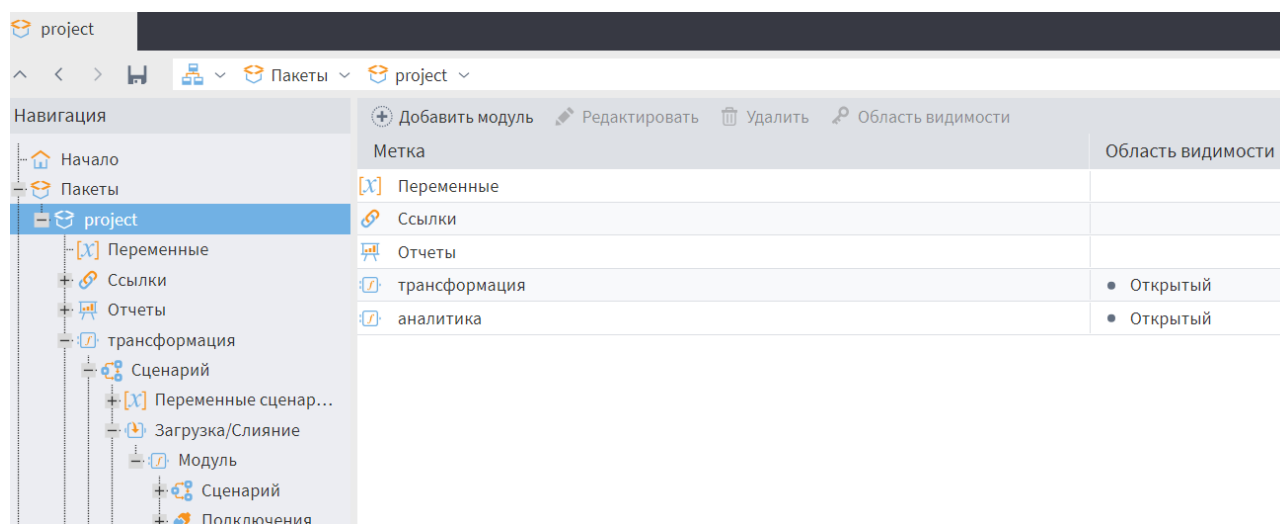 project
Пакеты project
Навигация
Добавить модуль Редактировать Удалить Область видимости
Метка Область видимости
Начало
Пакеты
project
Переменные
Ссылки
Отчеты
трансформация
Сценарий
Переменные сценар...
Загрузка/Слияние
Модуль
Сценарий
Подключения
[X] Переменные
Ссылки
Отчеты
трансформация Открытый
аналитика Открытый